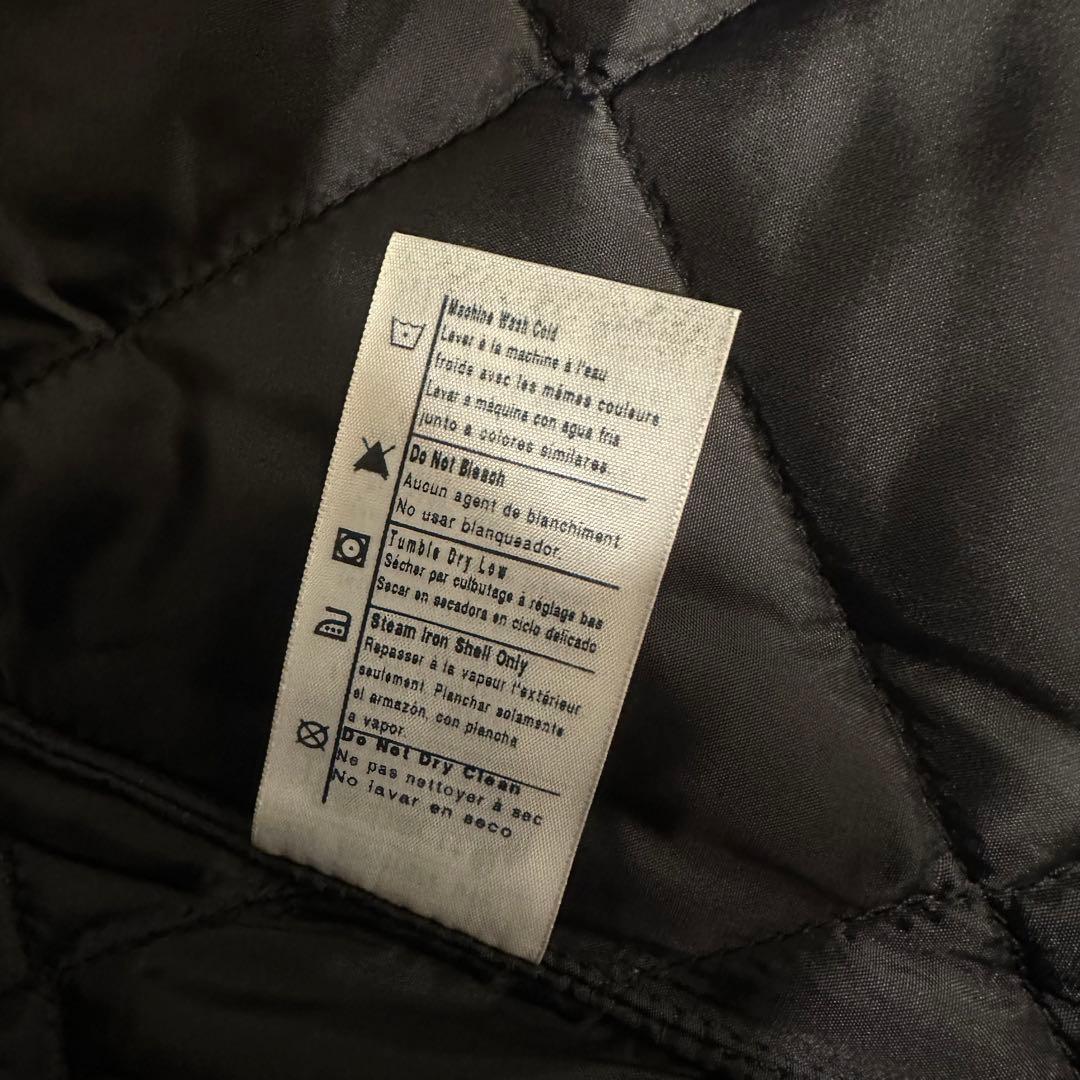 Machine Wash Cold
Laver à la machine à l'eau
froide avec les mêmes couleurs
Lavar a máquina con agua fria
junto a colores similares.
Do Not Bleach
Aucun agent de blanchiment
No usar blanqueador.
Tumble Dry Low
Sécher par culbutage à réglage bas
Secar en secadora en ciclo delicado
Steam Iron Shell Only
Repasser à la vapeur l'extérieur
seulement. Planchar solamente
el armazón, con plancha
a vapor.
Do Not Dry Clean
Ne pas nettoyer à sec
No lavar en seco